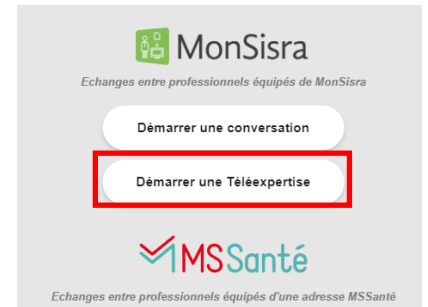 MonSisra
Echanges entre professionnels équipés de MonSisra
Démarrer une conversation
Démarrer une Téléexpertise
MSSanté
Echanges entre professionnels équipés d'une adresse MSSanté